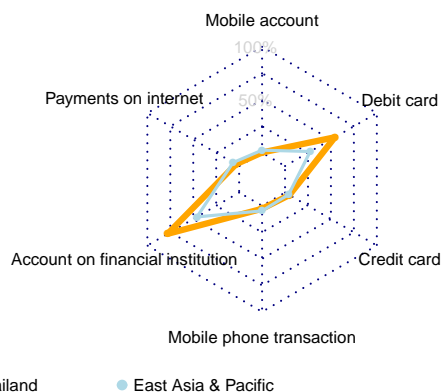 Mobile account
100%
Payments on internet
50%
Debit card
Account on financial institution
Credit card
Mobile phone transaction
East Asia & Pacific